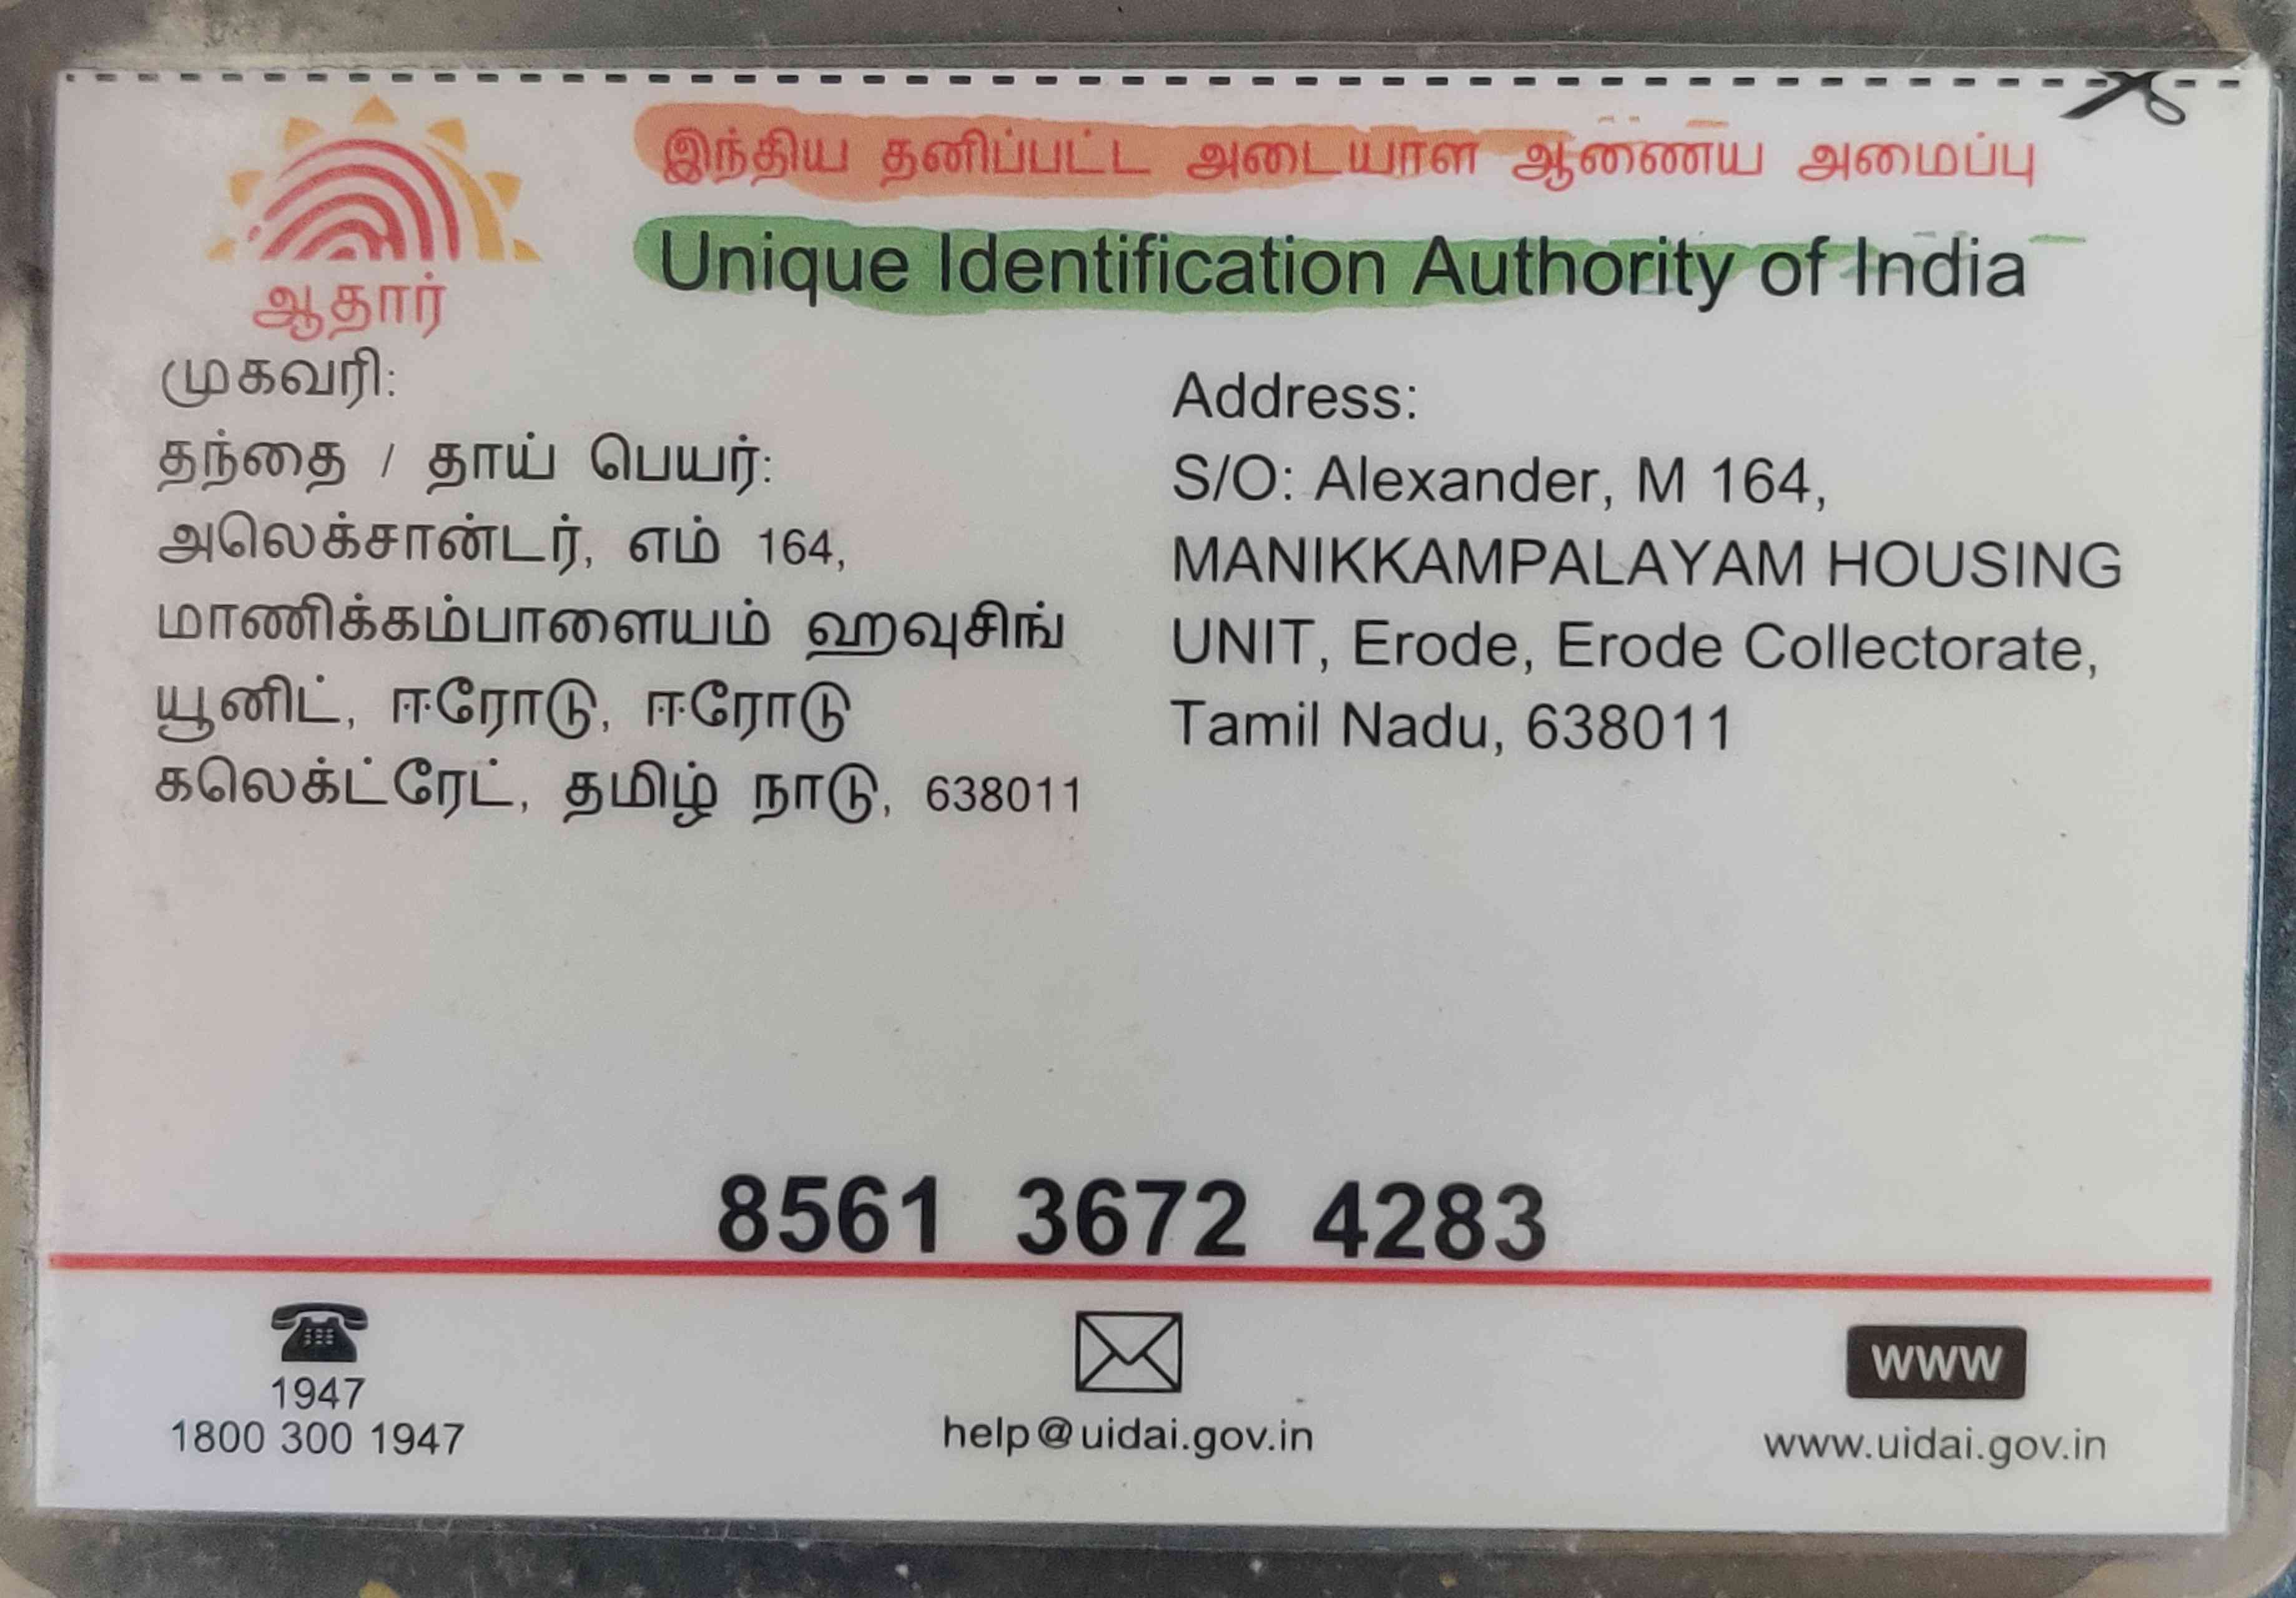 இந்திய தனிப்பட்ட அடையாள ஆணைய அமைப்பு
Unique Identification Authority of India
ஆதார்
முகவரி:
தந்தை / தாய் பெயர்:
அலெக்சான்டர், எம் 164,
மாணிக்கம்பாளையம் ஹவுசிங்
யூனிட், ஈரோடு, ஈரோடு
கலெக்ட்ரேட், தமிழ் நாடு, 638011
Address:
S/O: Alexander, M 164,
MANIKKAMPALAYAM HOUSING
UNIT, Erode, Erode Collectorate,
Tamil Nadu, 638011
8561 3672 4283
1947
1800 300 1947
help@uidai.gov.in
www
www.uidai.gov.in